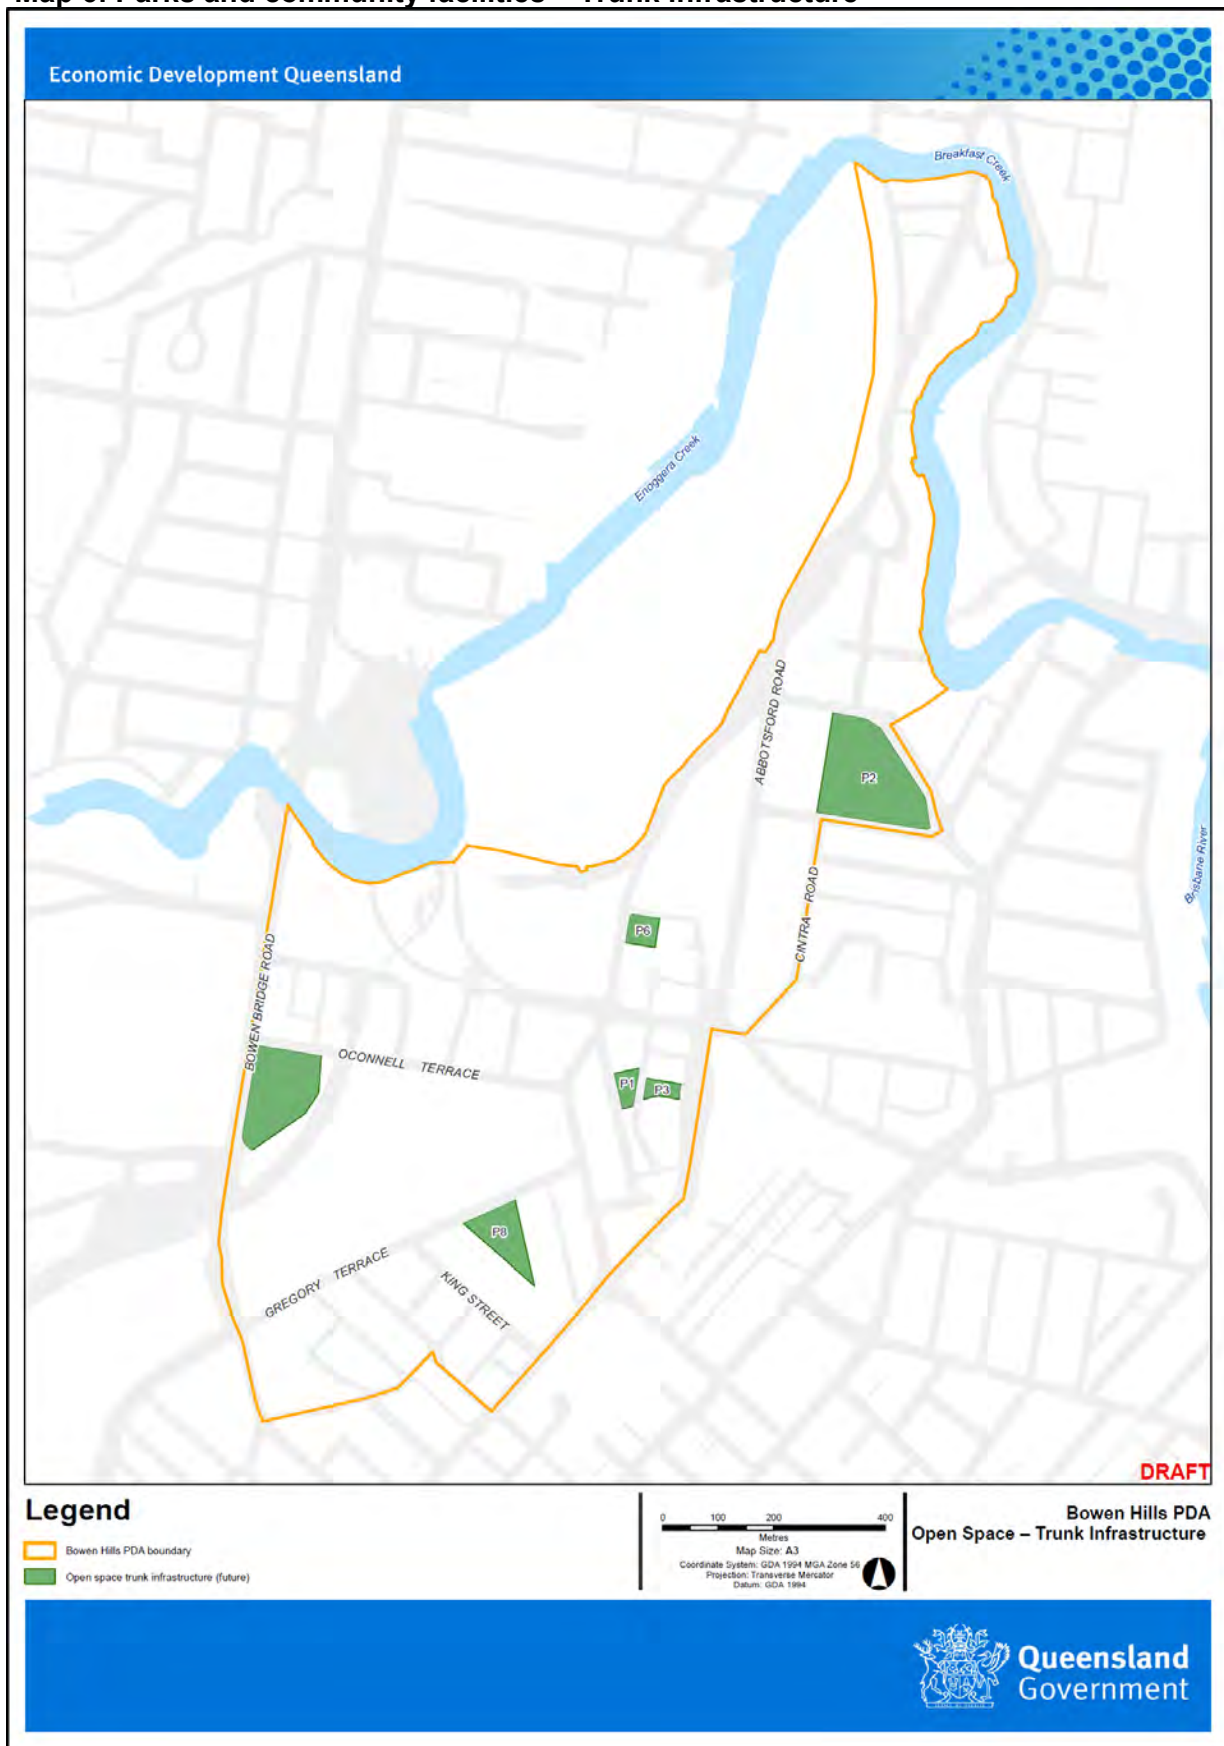 Economic Development Queensland
Breakfast Creek
Enoggera Creek
ABBOTSFORD ROAD
P2
Brisbane River
CINTRA ROAD
P6
BOWEN BRIDGE ROAD
OCONNELL TERRACE
P1
P3
P8
GREGORY TERRACE
KING STREET
DRAFT
Legend
Bowen Hills PDA boundary
Open space trunk infrastructure (future)
0 100 200 400
Metres
Map Size: A3
Coordinate System: GDA 1994 MGA Zone 56
Projection: Transverse Mercator
Datum: GDA 1994
Bowen Hills PDA
Open Space – Trunk Infrastructure
Queensland
Government